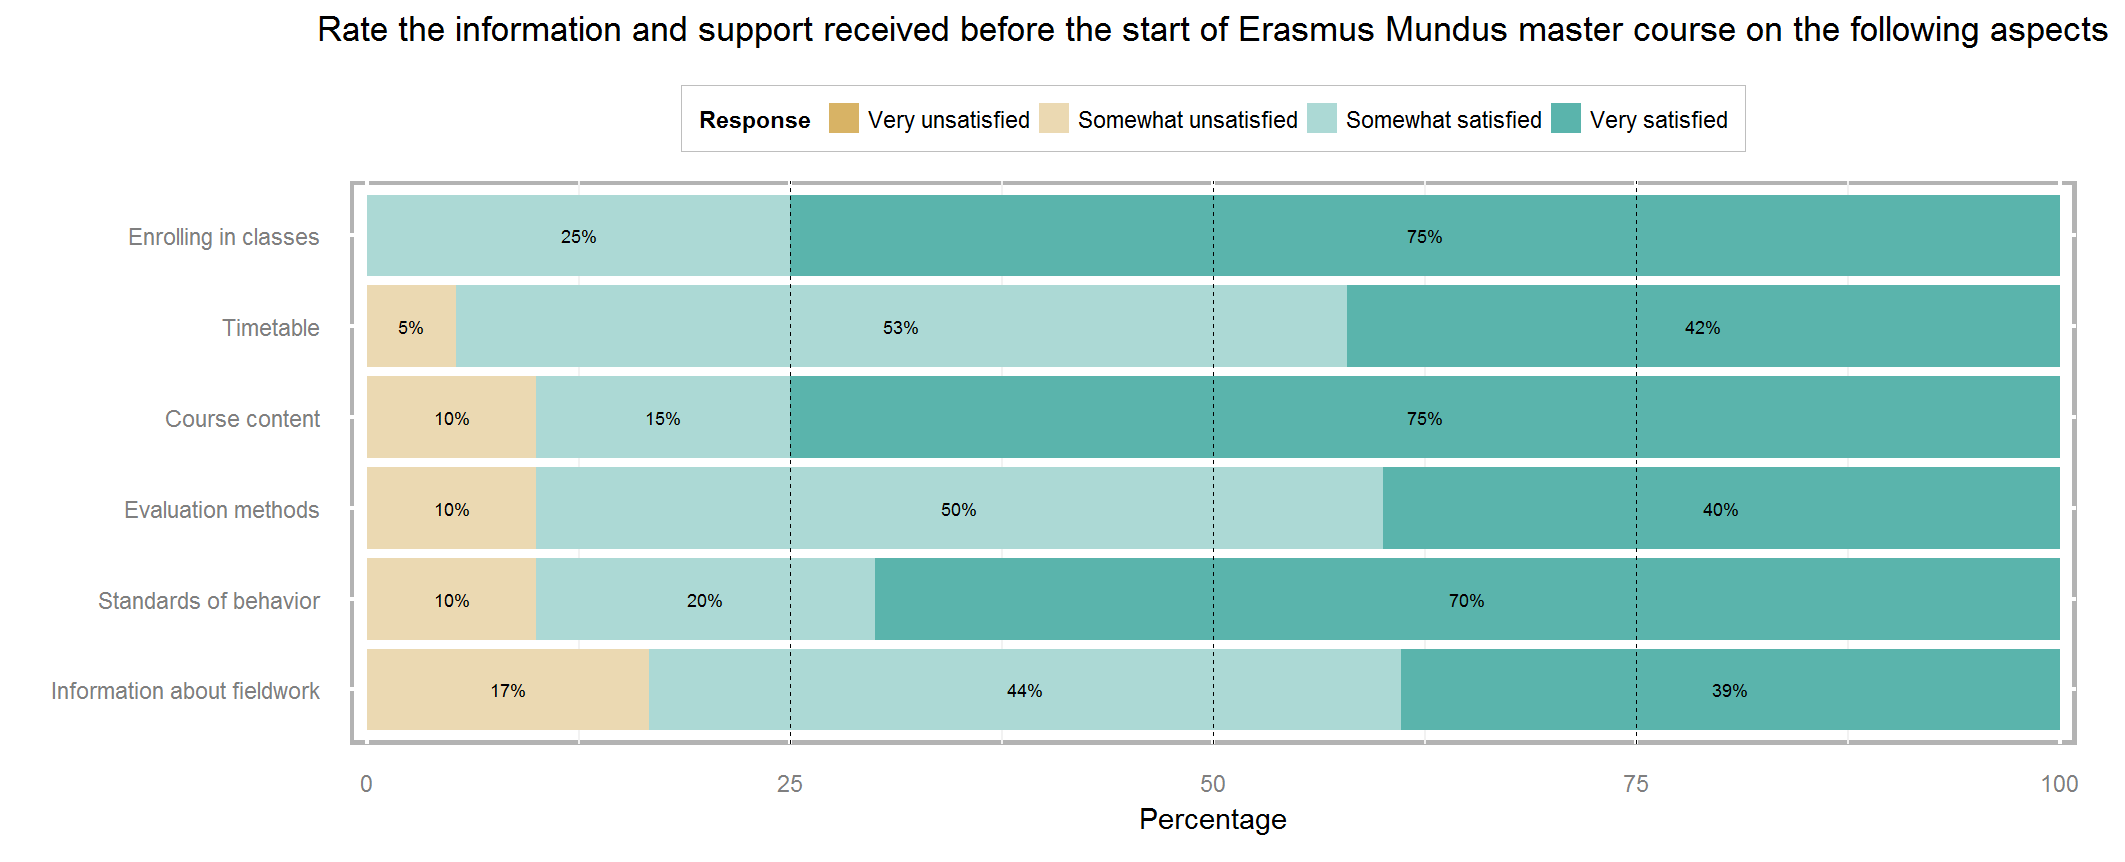 Rate the information and support received before the start of Erasmus Mundus master course on the following aspects
Response Very unsatisfied Somewhat unsatisfied Somewhat satisfied Very satisfied
Enrolling in classes 25% 75%
Timetable 5% 53% 42%
Course content 10% 15% 75%
Evaluation methods 10% 50% 40%
Standards of behavior 10% 20% 70%
Information about fieldwork 17% 44% 39%
0 25 50 75 100
Percentage